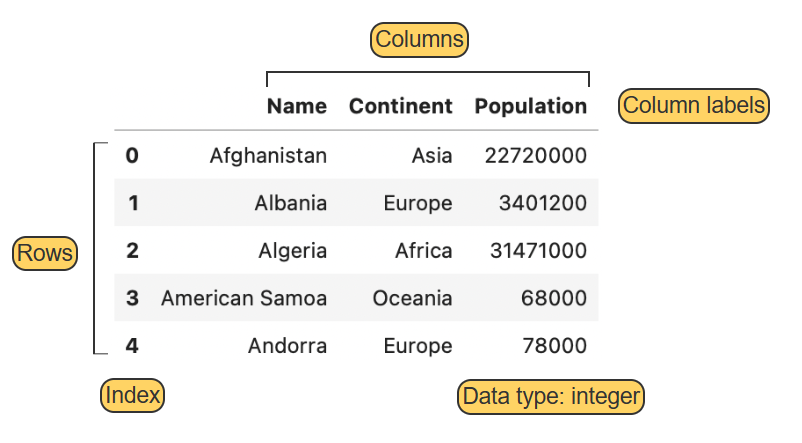 Columns
Name Continent Population
Column labels
0 Afghanistan Asia 22720000
1 Albania Europe 3401200
2 Algeria Africa 31471000
Rows
3 American Samoa Oceania 68000
4 Andorra Europe 78000
Index
Data type: integer